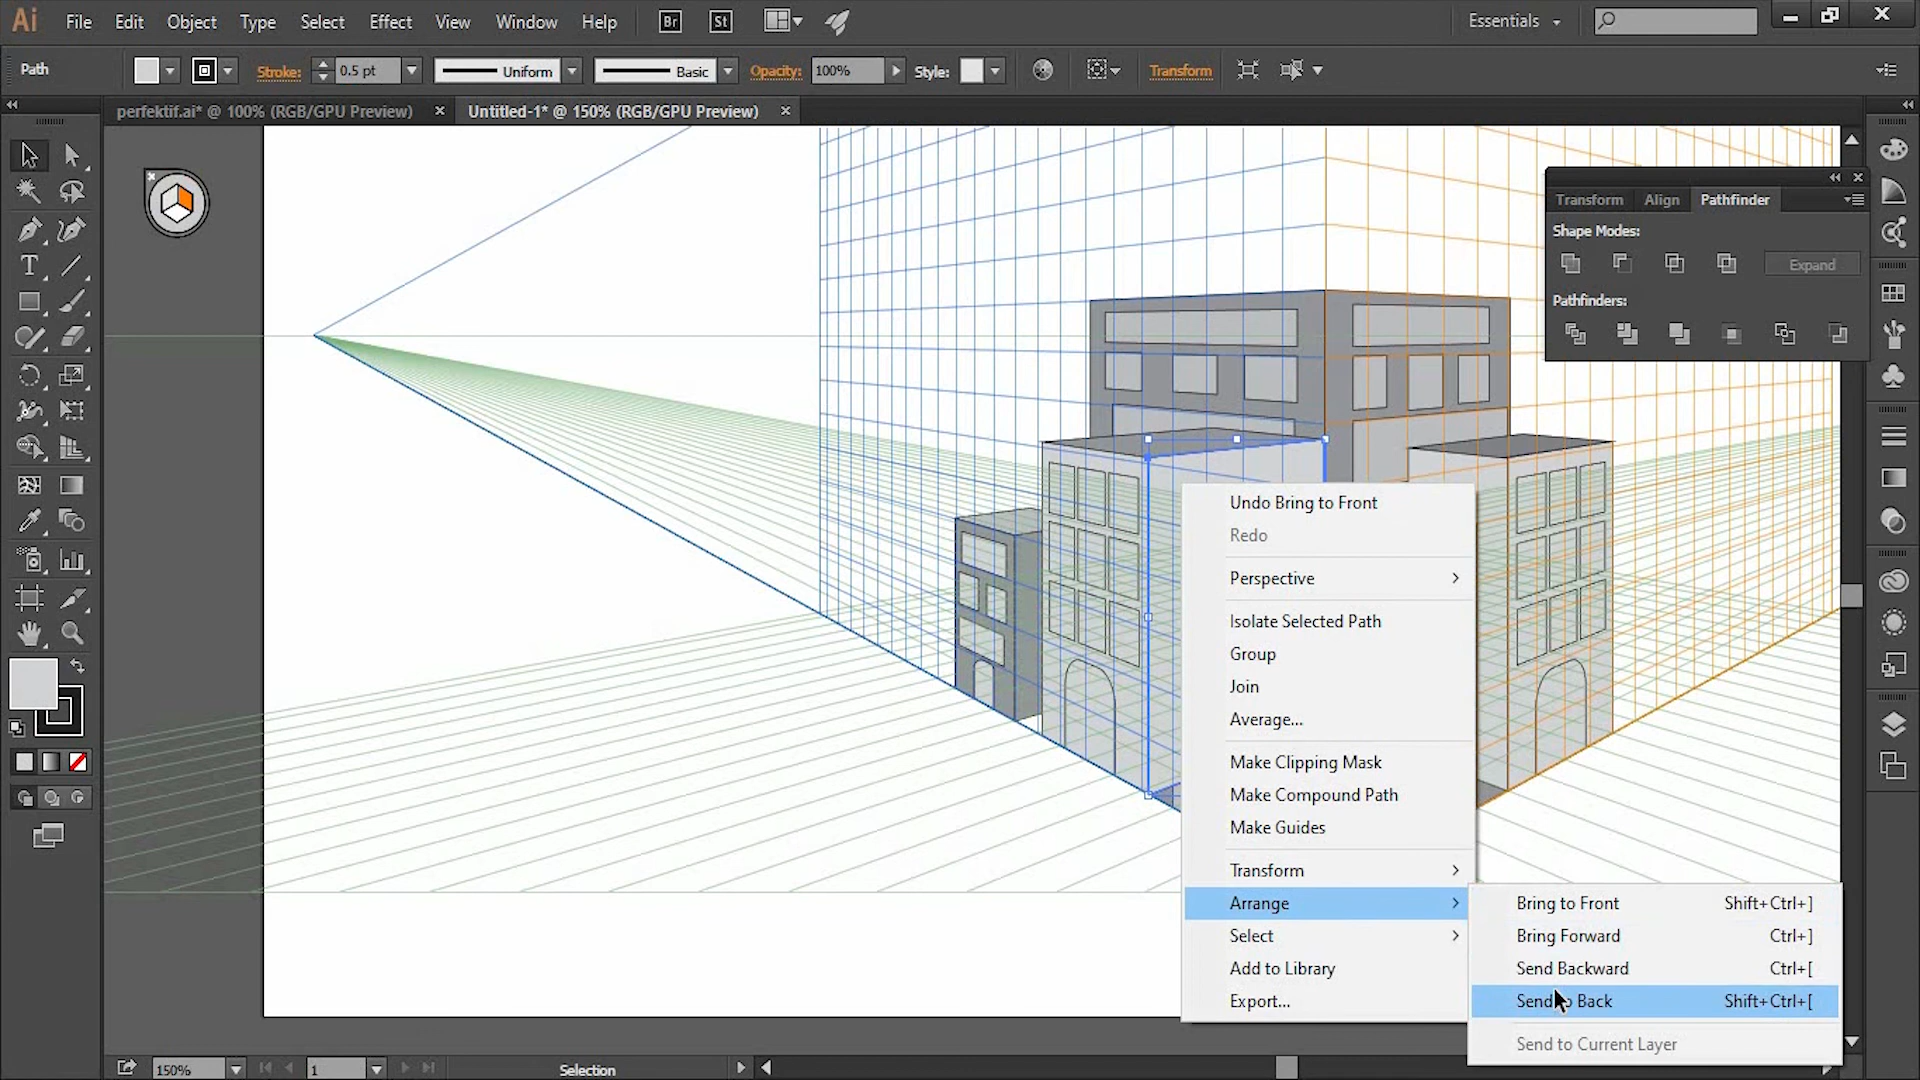 Ai File Edit Object Type Select Effect View Window Help Br St Essentials
Path Stroke: 0.5 pt Uniform Basic Opacity: 100% Style: Transform
perfektif.ai* @ 100% (RGB/GPU Preview) Untitled-1* @ 150% (RGB/GPU Preview)
Transform Align Pathfinder
Shape Modes:
Expand
Pathfinders:
Undo Bring to Front
Redo
Perspective
Isolate Selected Path
Group
Join
Average...
Make Clipping Mask
Make Compound Path
Make Guides
Transform
Arrange
Select
Add to Library
Export...
Bring to Front Shift+Ctrl+]
Bring Forward Ctrl+]
Send Backward Ctrl+[
Send to Back Shift+Ctrl+[
Send to Current Layer
150% 1 Selection